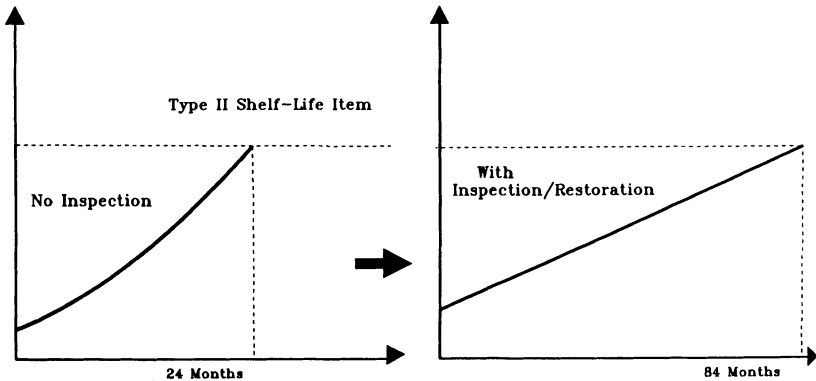 Type II Shelf-Life Item
No Inspection
24 Months
With
Inspection/Restoration
84 Months